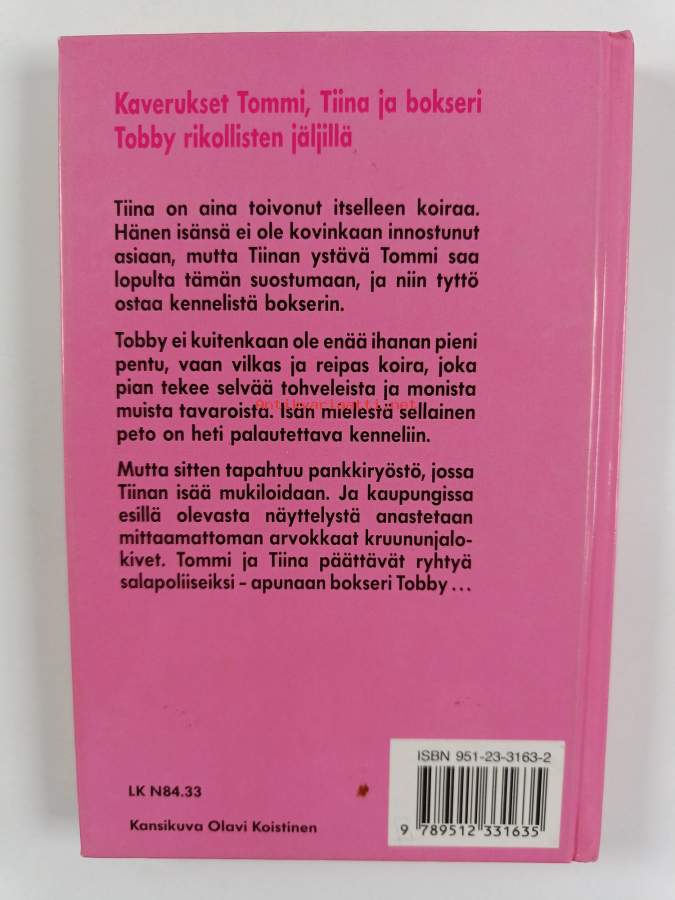 Kaverukset Tommi, Tiina ja bokseri
Tobby rikollisten jäljillä
Tiina on aina toivonut itselleen koiraa.
Hänen isänsä ei ole kovinkaan innostunut
asiaan, mutta Tiinan ystävä Tommi saa
lopulta tämän suostumaan, ja niin tyttö
ostaa kennelistä bokserin.
Tobby ei kuitenkaan ole enää ihanan pieni
pentu, vaan vilkas ja reipas koira, joka
pian tekee selvää tohveleista ja monista
muista tavaroista. Isän mielestä sellainen
peto on heti palautettava kenneliin.
Antikvariaatti.net
Mutta sitten tapahtuu pankkiryöstö, jossa
Tiinan isää mukiloidaan. Ja kaupungissa
esillä olevasta näyttelystä anastetaan
mittaamattoman arvokkaat kruununjalo-
kivet. Tommi ja Tiina päättävät ryhtyä
salapoliiseiksi – apunaan bokseri Tobby ...
ISBN 951-23-3163-2
LK N84.33
Kansikuva Olavi Koistinen
9 789512 331635